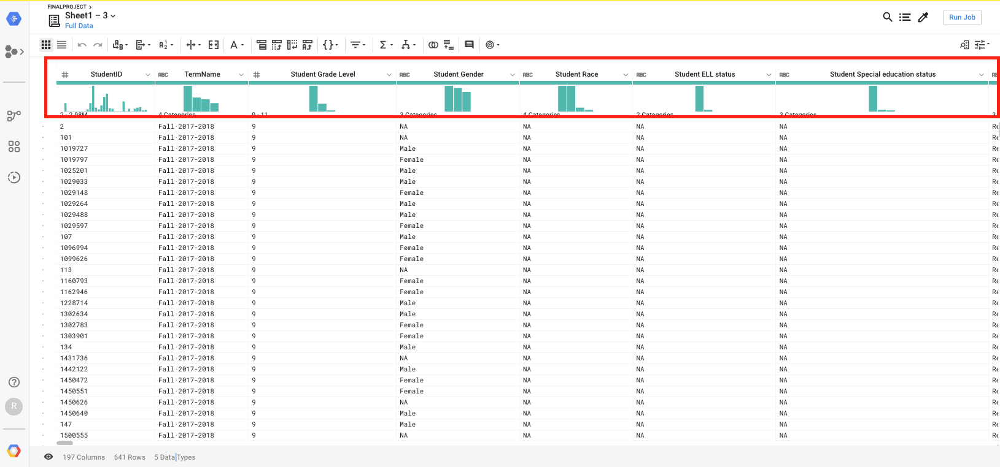 FINALPROJECT
Sheet1 – 3
Full Data
Run Job
# StudentID ABC TermName # Student Grade Level ABC Student Gender ABC Student Race ABC Student ELL status ABC Student Special education status
2 - 2.98M 4 Categories 9 - 11 3 Categories 4 Categories 2 Categories 3 Categories 3
2 Fall·2017-2018 9 NA NA NA NA Re
101 Fall·2017-2018 9 NA NA NA NA Re
1019727 Fall·2017-2018 9 Male NA NA NA Re
1019797 Fall·2017-2018 9 Female NA NA NA Re
1025201 Fall·2017-2018 9 Male NA NA NA Re
1029033 Fall·2017-2018 9 Male NA NA NA Re
1029148 Fall·2017-2018 9 Female NA NA NA Re
1029264 Fall·2017-2018 9 Male NA NA NA Re
1029488 Fall·2017-2018 9 Male NA NA NA Re
1029597 Fall·2017-2018 9 Female NA NA NA Re
107 Fall·2017-2018 9 Male NA NA NA Re
1096994 Fall·2017-2018 9 Female NA NA NA Re
1099626 Fall·2017-2018 9 Female NA NA NA Re
113 Fall·2017-2018 9 NA NA NA NA Re
1160793 Fall·2017-2018 9 Female NA NA NA Re
1162946 Fall·2017-2018 9 Female NA NA NA Re
1228714 Fall·2017-2018 9 Male NA NA NA Re
1302634 Fall·2017-2018 9 Male NA NA NA Re
1302783 Fall·2017-2018 9 Female NA NA NA Re
1303901 Fall·2017-2018 9 Female NA NA NA Re
134 Fall·2017-2018 9 Male NA NA NA Re
1431736 Fall·2017-2018 9 NA NA NA NA Re
1442122 Fall·2017-2018 9 Male NA NA NA Re
1450472 Fall·2017-2018 9 Female NA NA NA Re
1450551 Fall·2017-2018 9 Female NA NA NA Re
1450626 Fall·2017-2018 9 NA NA NA NA Re
1450640 Fall·2017-2018 9 Male NA NA NA Re
147 Fall·2017-2018 9 Male NA NA NA Re
1500555 Fall·2017-2018 9 NA NA NA NA Re
R
197 Columns 641 Rows 5 Data Types